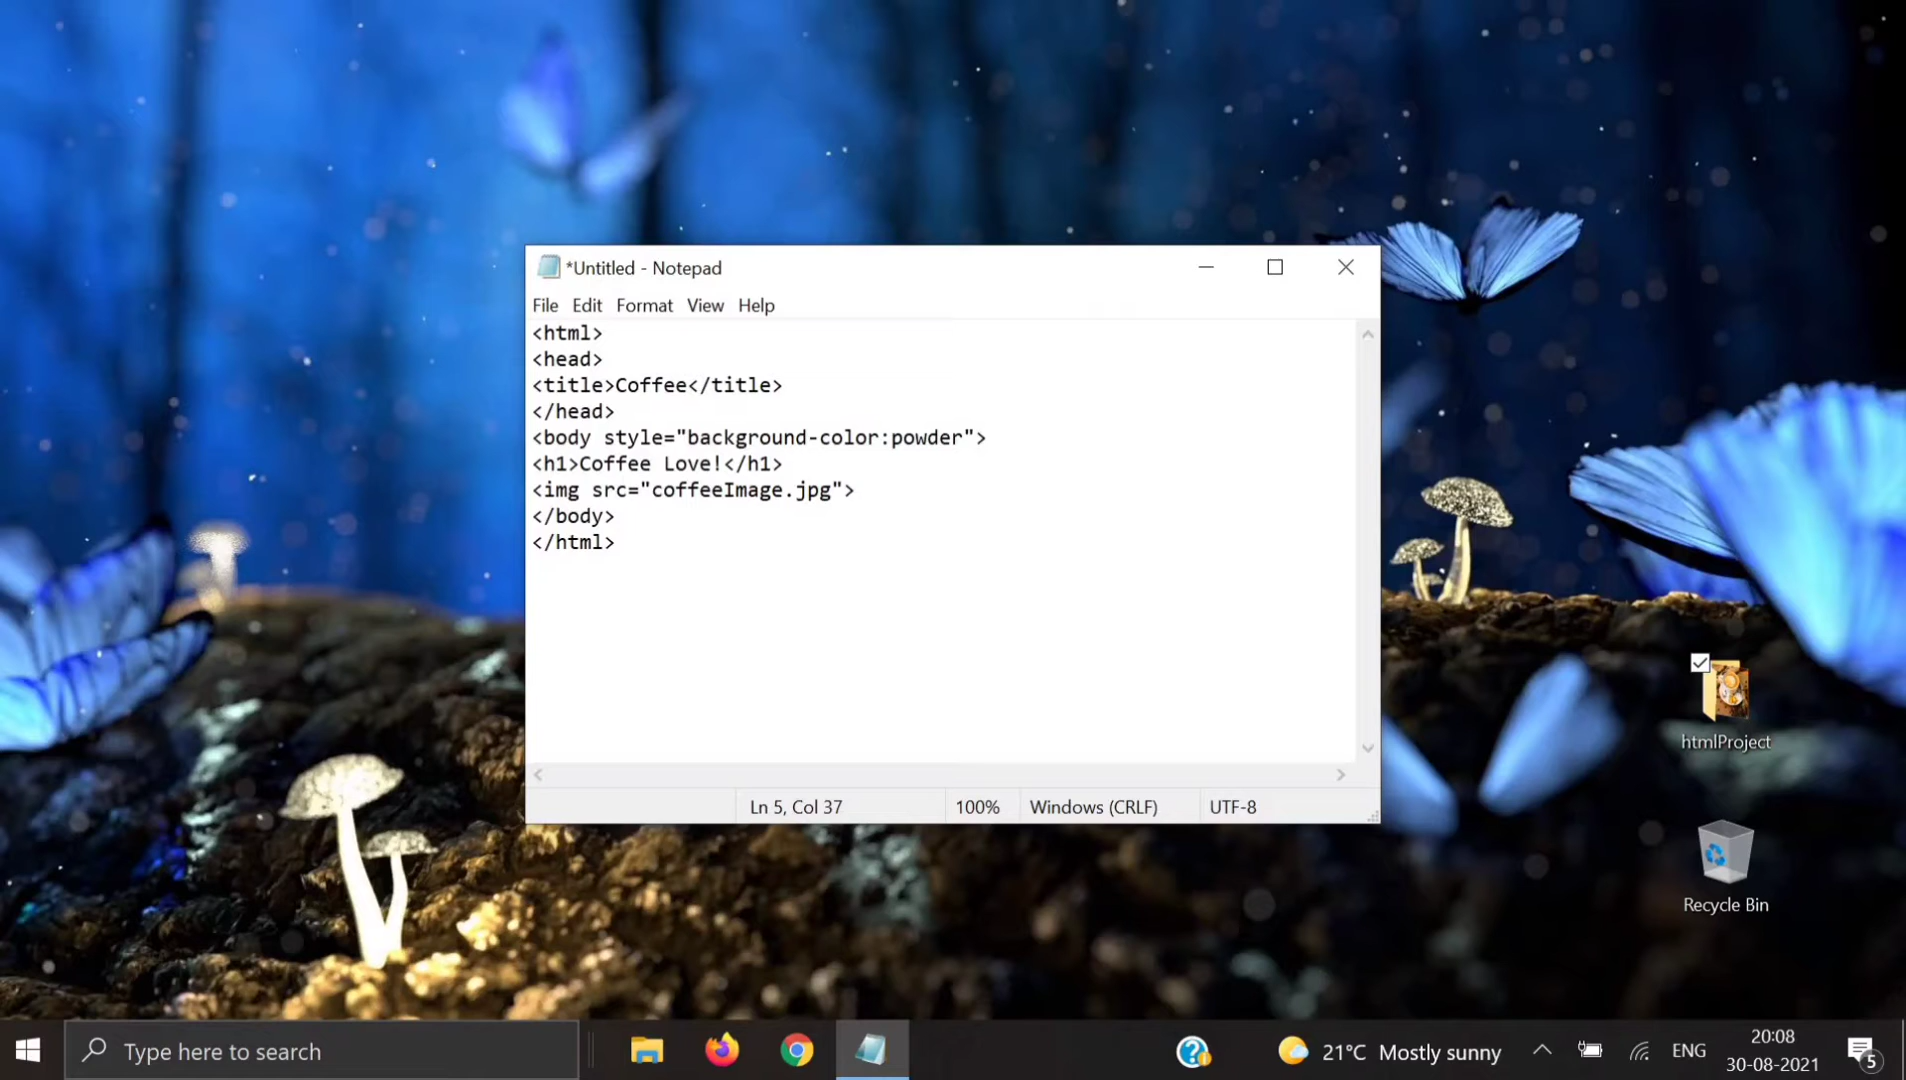 *Untitled - Notepad
File Edit Format View Help
<html>
<head>
<title>Coffee</title>
</head>
<body style="background-color:powder">
<h1>Coffee Love!</h1>
<img src="coffeeImage.jpg">
</body>
</html>
Ln 5, Col 37 100% Windows (CRLF) UTF-8
htmlProject
Recycle Bin
Type here to search
21°C Mostly sunny
ENG
20:08
30-08-2021
5